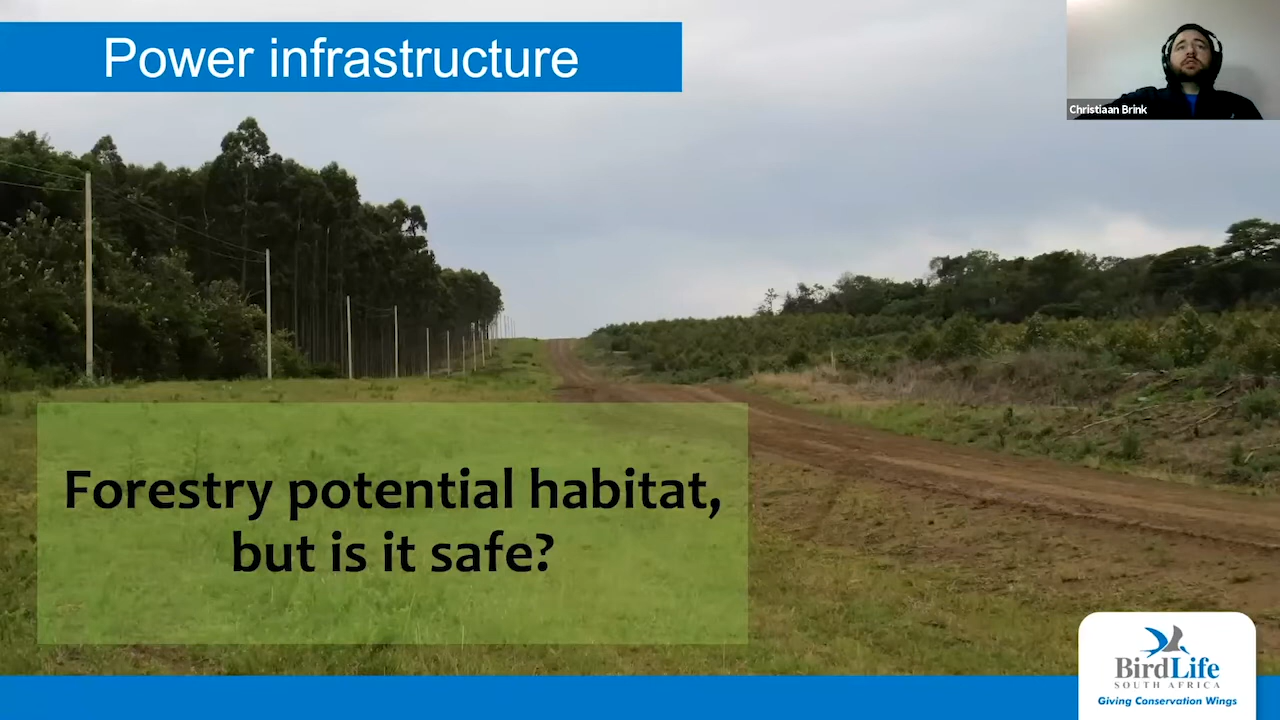 Power infrastructure
Christiaan Brink
Forestry potential habitat,
but is it safe?
BirdLife
SOUTH AFRICA
Giving Conservation Wings